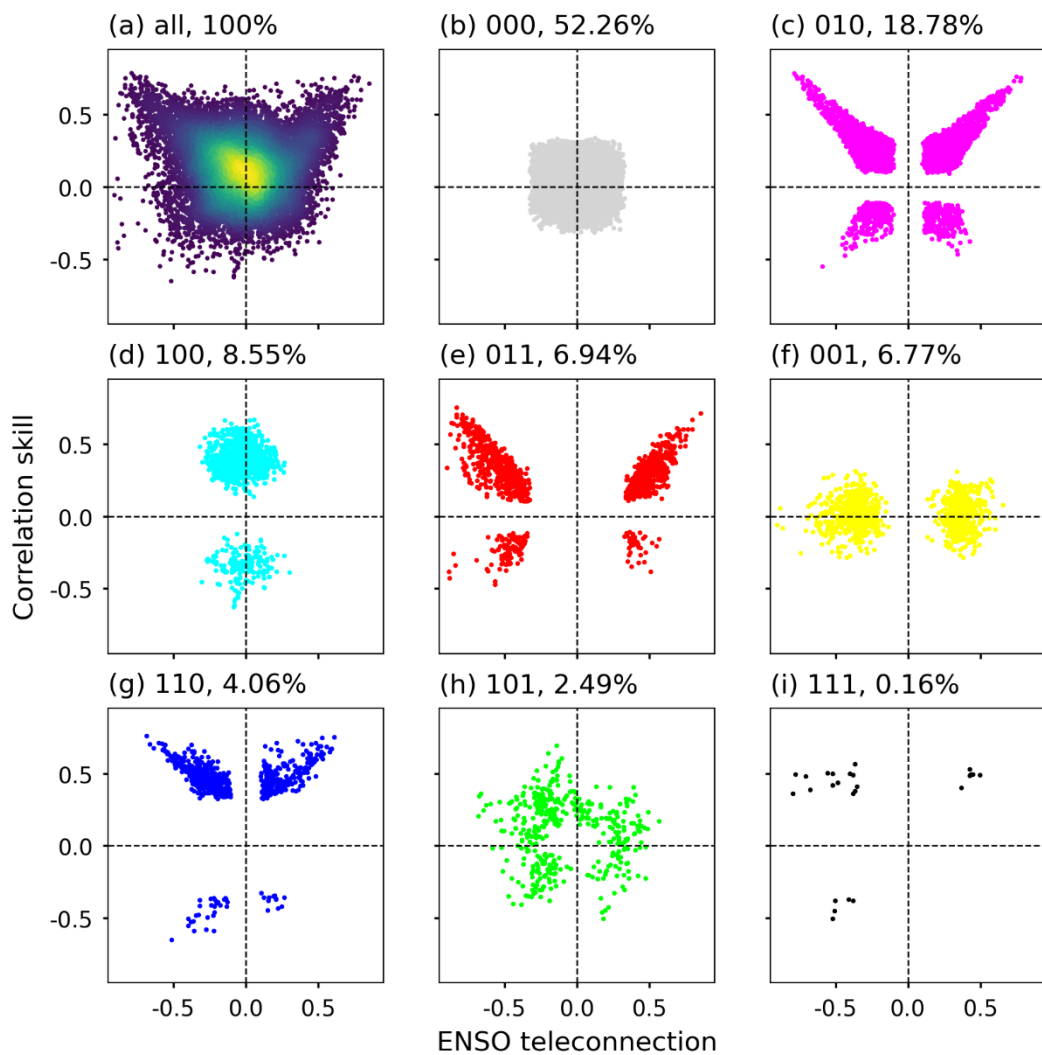 (a) all, 100%
(b) 000, 52.26%
(c) 010, 18.78%
0.5
0.0
-0.5
(d) 100, 8.55%
(e) 011, 6.94%
(f) 001, 6.77%
Correlation skill
0.5
0.0
-0.5
(g) 110, 4.06%
(h) 101, 2.49%
(i) 111, 0.16%
0.5
0.0
-0.5
-0.5 0.0 0.5
-0.5 0.0 0.5
-0.5 0.0 0.5
ENSO teleconnection